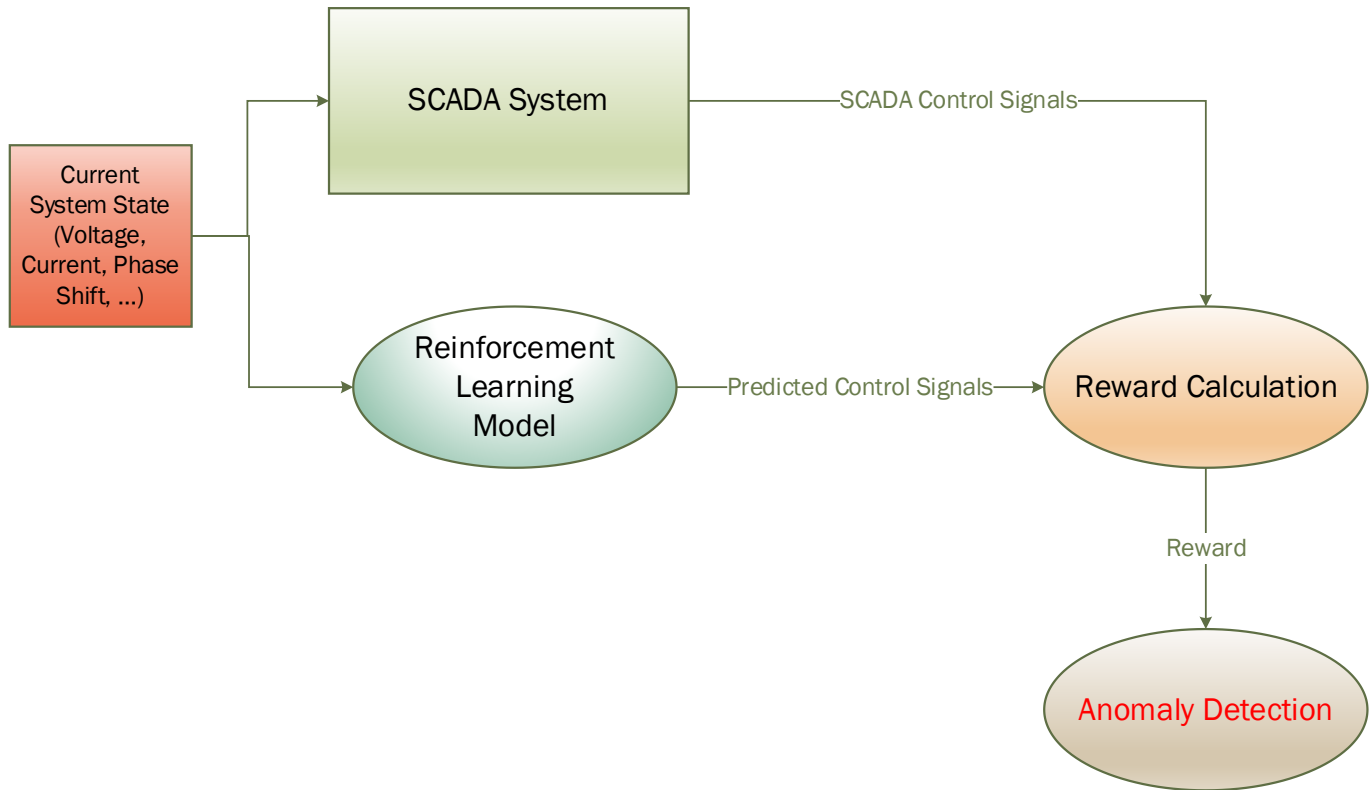 SCADA System
SCADA Control Signals
Current
System State
(Voltage,
Current, Phase
Shift, ...)
Reinforcement
Learning
Model
Predicted Control Signals
Reward Calculation
Reward
Anomaly Detection